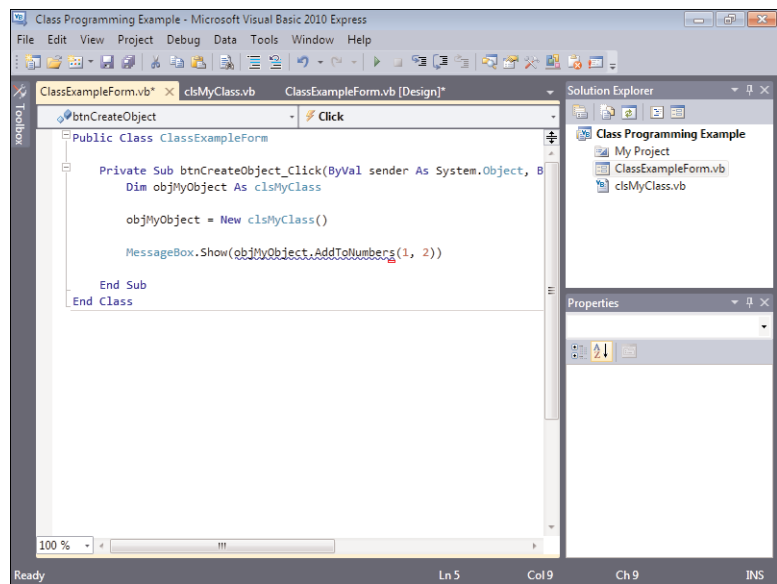 Class Programming Example - Microsoft Visual Basic 2010 Express
File Edit View Project Debug Data Tools Window Help
Toolbox
ClassExampleForm.vb* clsMyClass.vb ClassExampleForm.vb [Design]*
btnCreateObject Click
Public Class ClassExampleForm
Private Sub btnCreateObject_Click(ByVal sender As System.Object, B
Dim objMyObject As clsMyClass
objMyObject = New clsMyClass()
MessageBox.Show(objMyObject.AddToNumbers(1, 2))
End Sub
End Class
100 %
Solution Explorer
Class Programming Example
My Project
ClassExampleForm.vb
clsMyClass.vb
Properties
Ready Ln 5 Col 9 Ch 9 INS